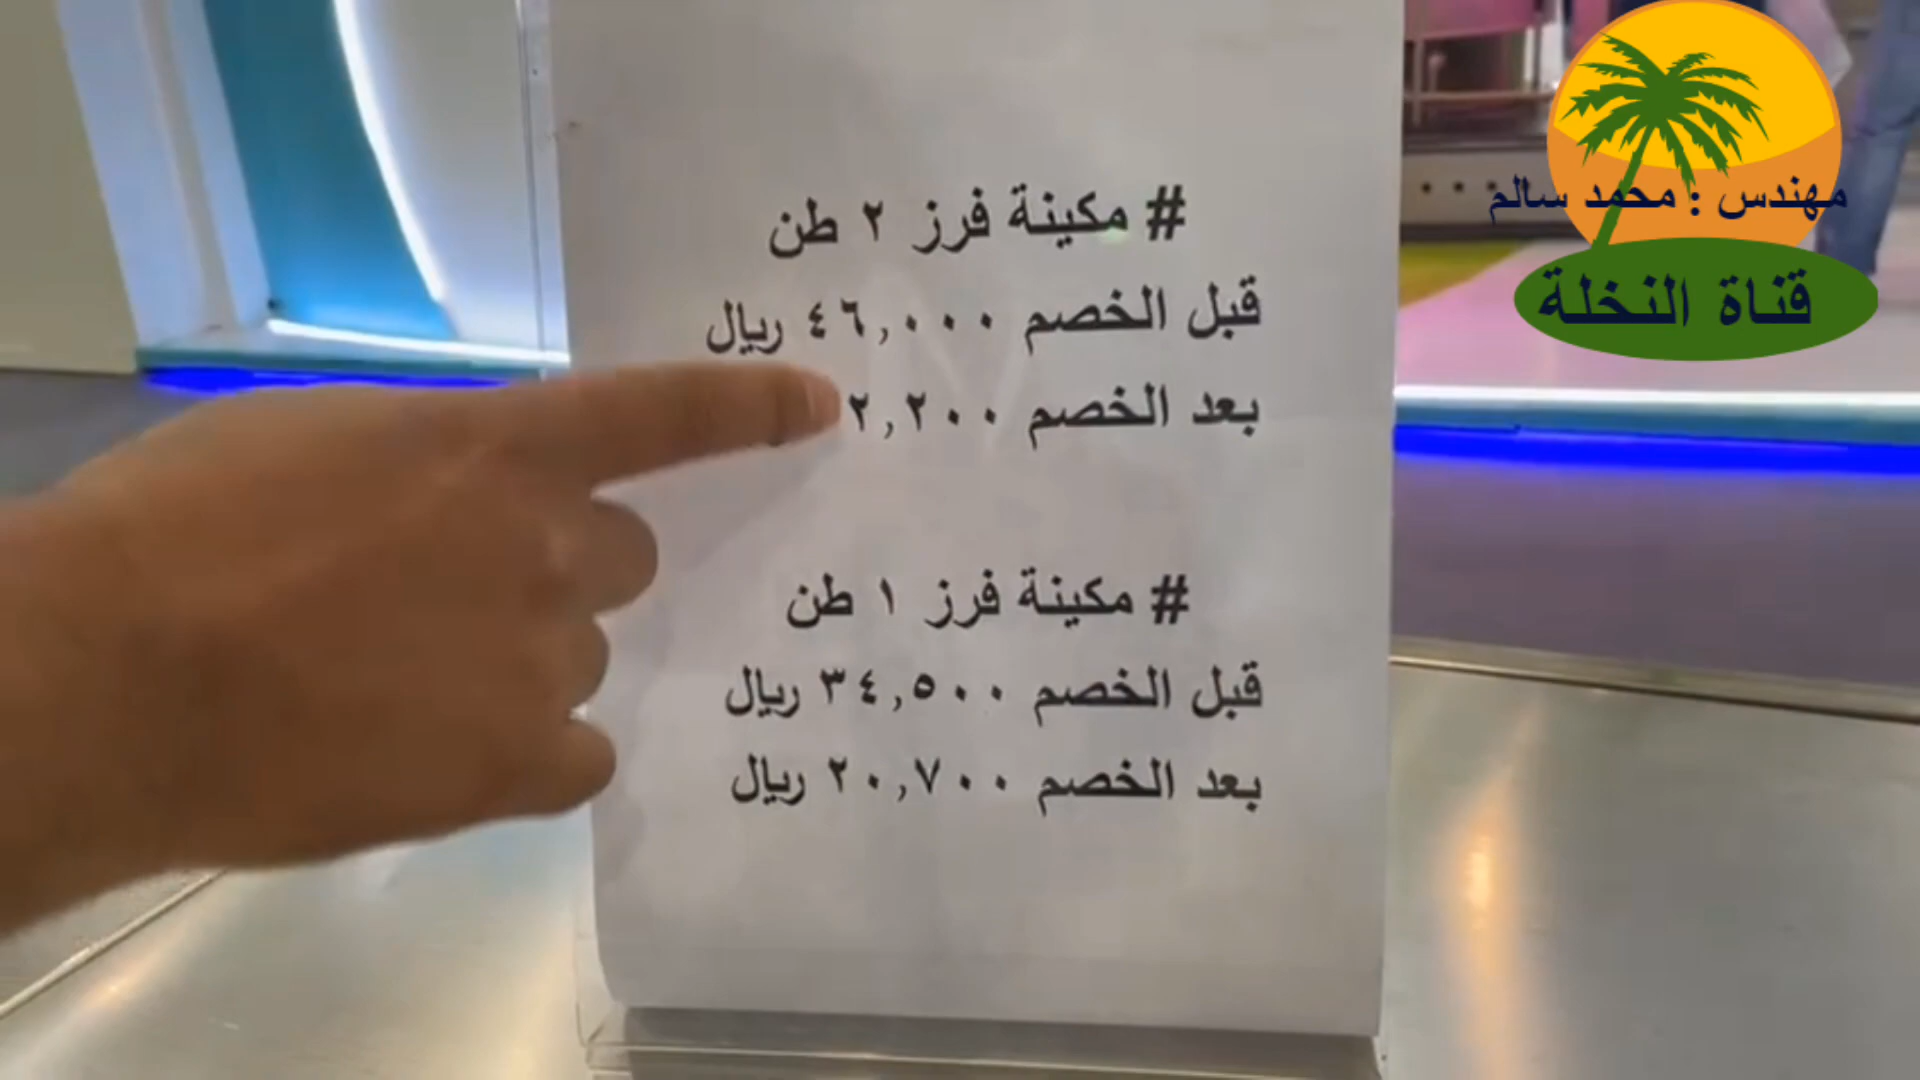 # مكينة فرز ٢ طن
قبل الخصم ٤٦,٠٠٠ ريال
بعد الخصم ٢,٢٠٠
# مكينة فرز ١ طن
قبل الخصم ٣٤,٥٠٠ ريال
بعد الخصم ٢٠,٧٠٠ ريال
مهندس : محمد سالم
قناة النخلة